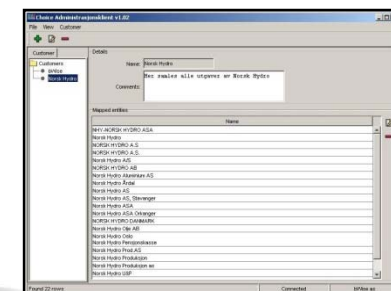 Choice Administrasjonsklient v1.02
File View Customer
Customer
Customers
Norsk Hydro
Details
Name: Norsk Hydro
Comments: Her samles alle utgaver av Norsk Hydro
Mapped entities
Name
NHY-NORSK HYDRO ASA
Norsk Hydro
NORSK HYDRO A.S
NORSK HYDRO A.S.
Norsk Hydro A/S
NORSK HYDRO AB
Norsk Hydro Aluminium AS
Norsk Hydro Årdal
Norsk Hydro AS
Norsk Hydro AS, Stavanger
Norsk Hydro ASA
Norsk Hydro ASA Orkanger
NORSK HYDRO DANMARK
Norsk Hydro Olje AB
Norsk Hydro Oslo
Norsk Hydro Pensjonskasse
Norsk Hydro Prod.AS
Norsk Hydro Produksjon
Norsk Hydro Produksjon as
Norsk Hydro USF
Found 22 rows
Connected